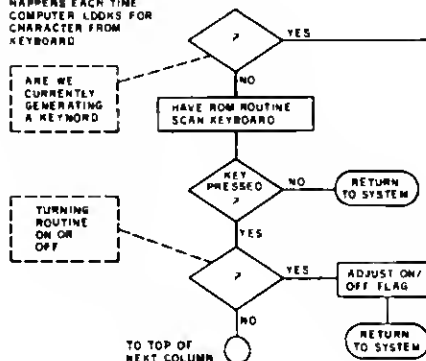 HAPPENS EACH TIME
COMPUTER LOOKS FOR
CHARACTER FROM
KEYBOARD
?
YES
ARE WE
CURRENTLY
GENERATING
A KEYWORD
NO
HAVE ROM ROUTINE
SCAN KEYBOARD
KEY
PRESSED
?
NO
RETURN
TO SYSTEM
YES
TURNING
ROUTINE
ON OR
OFF
?
YES
ADJUST ON/
OFF FLAG
NO
RETURN
TO SYSTEM
TO TOP OF
NEXT COLUMN